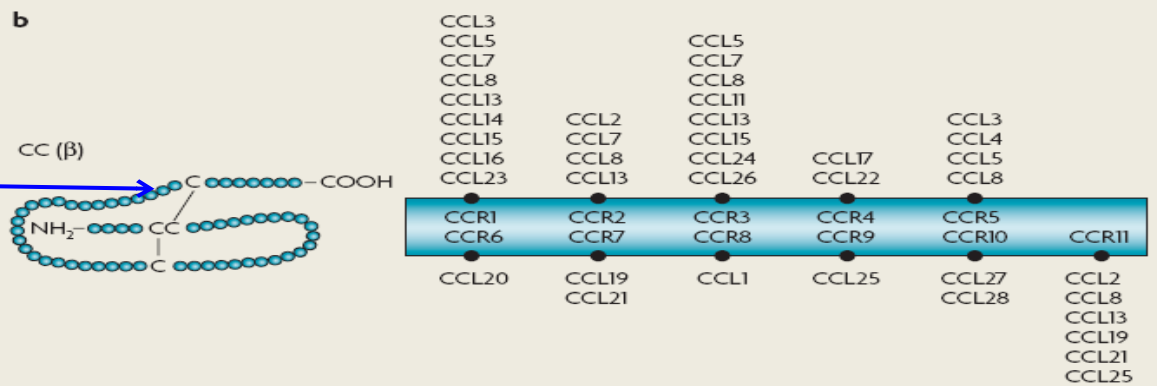 b
CC (β)
C
COOH
NH2
CC
C
CCL3
CCL5
CCL7
CCL8
CCL13
CCL14
CCL15
CCL16
CCL23
CCL2
CCL7
CCL8
CCL13
CCL5
CCL7
CCL8
CCL11
CCL13
CCL15
CCL24
CCL26
CCL17
CCL22
CCL3
CCL4
CCL5
CCL8
CCR1 CCR2 CCR3 CCR4 CCR5
CCR6 CCR7 CCR8 CCR9 CCR10 CCR11
CCL20
CCL19
CCL21
CCL1
CCL25
CCL27
CCL28
CCL2
CCL8
CCL13
CCL19
CCL21
CCL25